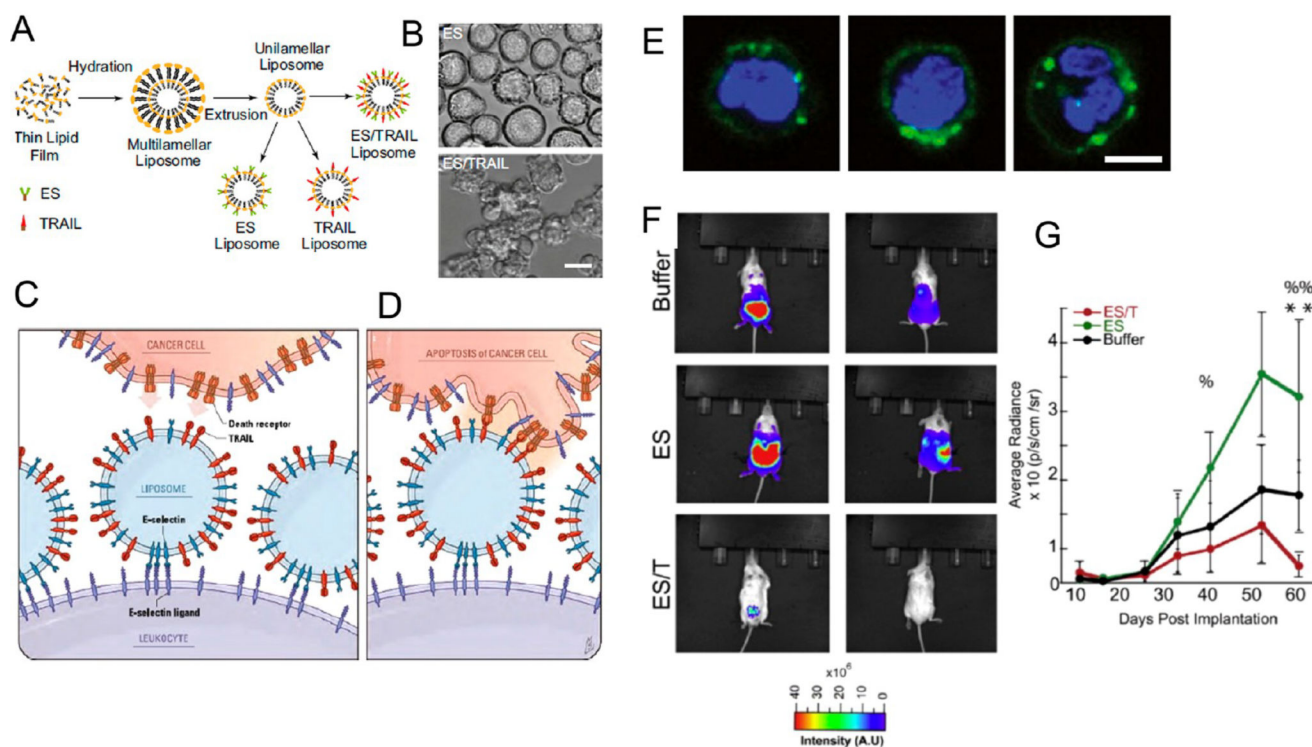 A
Hydration
Thin Lipid
Film
Multilamellar
Liposome
Extrusion
Unilamellar
Liposome
ES/TRAIL
Liposome
ES
Liposome
TRAIL
Liposome
ES
TRAIL
B
ES
ES/TRAIL
C
CANCER CELL
Death receptor
TRAIL
LIPOSOME
E-selectin
E-selectin ligand
LEUKOCYTE
D
APOPTOSIS of CANCER CELL
E
F
Buffer
ES
ES/T
x10⁶
40
30
20
10
0
Intensity (A.U)
G
ES/T
ES
Buffer
%
%%
* *
Average Radiance
x 10 (p/s/cm /sr)
4
3
2
1
0
10 20 30 40 50 60
Days Post Implantation